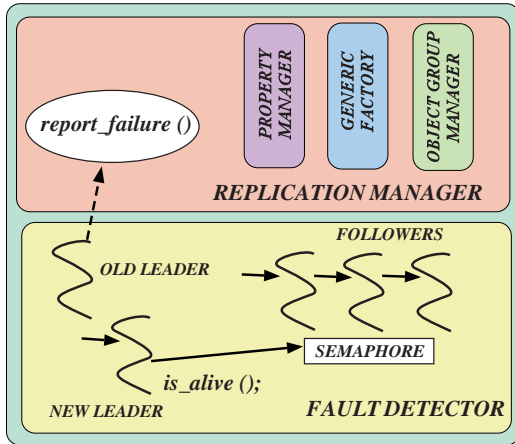 PROPERTY
MANAGER
GENERIC
FACTORY
OBJECT GROUP
MANAGER
report_failure ()
REPLICATION MANAGER
FOLLOWERS
OLD LEADER
SEMAPHORE
is_alive ();
NEW LEADER
FAULT DETECTOR